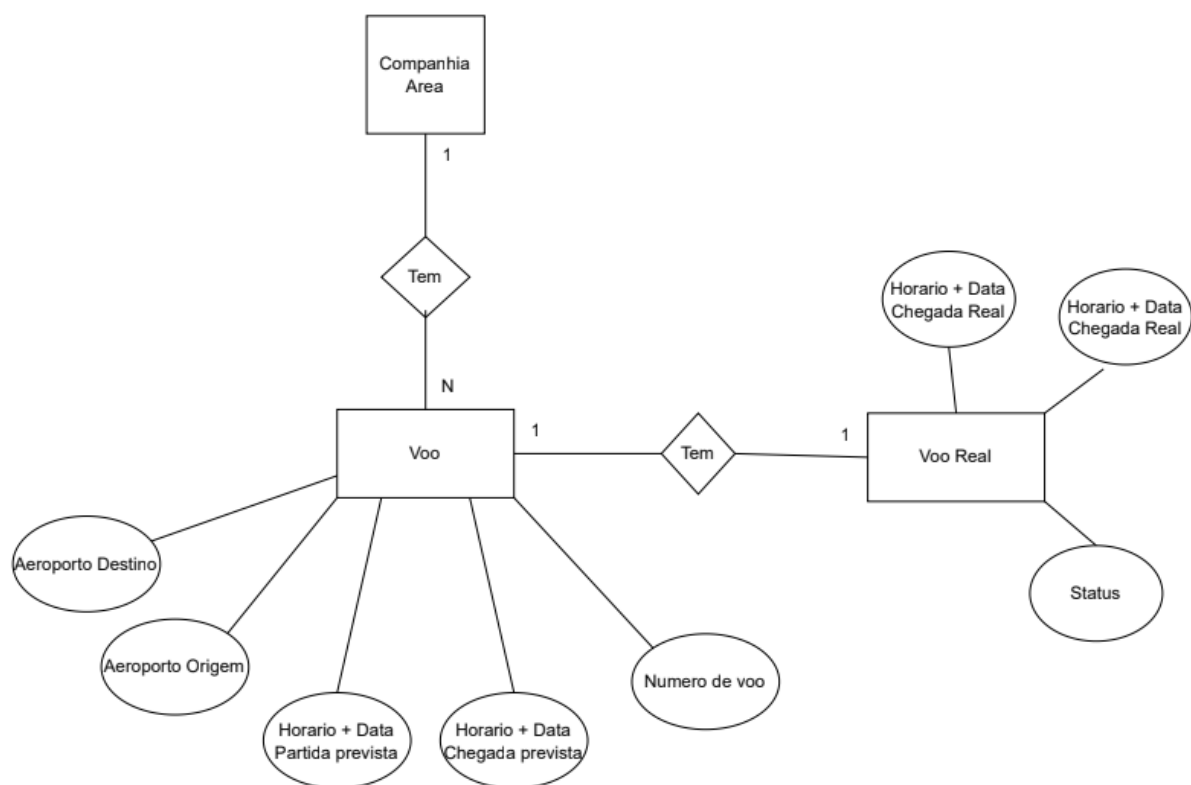 Companhia
Area
1
Tem
N
Voo
1
Tem
1
Voo Real
Horario + Data
Chegada Real
Horario + Data
Chegada Real
Status
Aeroporto Destino
Aeroporto Origem
Horario + Data
Partida prevista
Horario + Data
Chegada prevista
Numero de voo